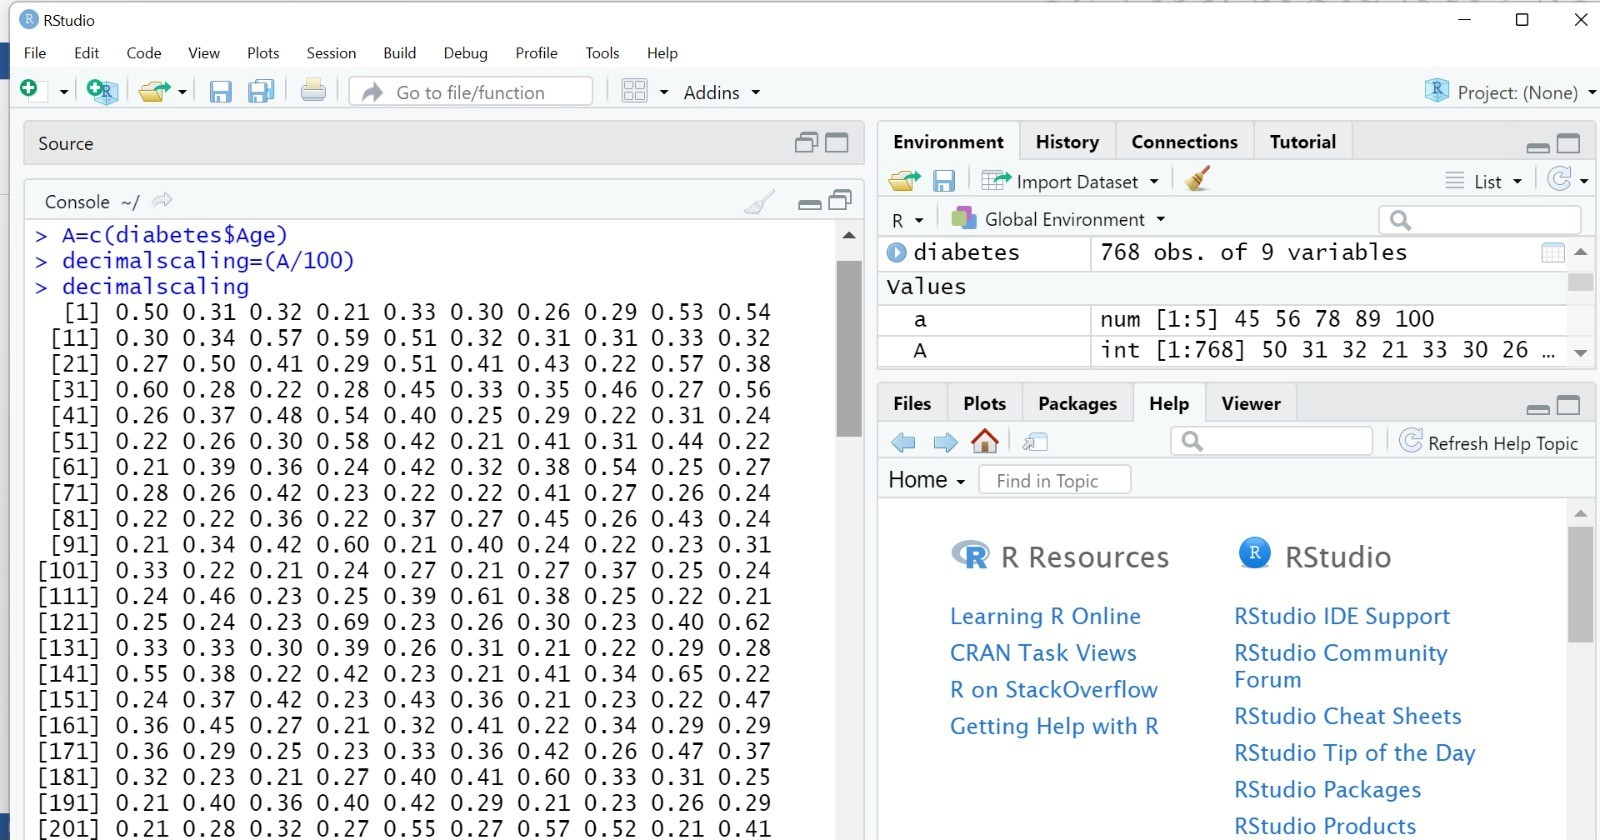 RStudio
File Edit Code View Plots Session Build Debug Profile Tools Help
Go to file/function Addins Project: (None)
Source
Console ~/
> A=c(diabetes$Age)
> decimalscaling=(A/100)
> decimalscaling
[1] 0.50 0.31 0.32 0.21 0.33 0.30 0.26 0.29 0.53 0.54
[11] 0.30 0.34 0.57 0.59 0.51 0.32 0.31 0.31 0.33 0.32
[21] 0.27 0.50 0.41 0.29 0.51 0.41 0.43 0.22 0.57 0.38
[31] 0.60 0.28 0.22 0.28 0.45 0.33 0.35 0.46 0.27 0.56
[41] 0.26 0.37 0.48 0.54 0.40 0.25 0.29 0.22 0.31 0.24
[51] 0.22 0.26 0.30 0.58 0.42 0.21 0.41 0.31 0.44 0.22
[61] 0.21 0.39 0.36 0.24 0.42 0.32 0.38 0.54 0.25 0.27
[71] 0.28 0.26 0.42 0.23 0.22 0.22 0.41 0.27 0.26 0.24
[81] 0.22 0.22 0.36 0.22 0.37 0.27 0.45 0.26 0.43 0.24
[91] 0.21 0.34 0.42 0.60 0.21 0.40 0.24 0.22 0.23 0.31
[101] 0.33 0.22 0.21 0.24 0.27 0.21 0.27 0.37 0.25 0.24
[111] 0.24 0.46 0.23 0.25 0.39 0.61 0.38 0.25 0.22 0.21
[121] 0.25 0.24 0.23 0.69 0.23 0.26 0.30 0.23 0.40 0.62
[131] 0.33 0.33 0.30 0.39 0.26 0.31 0.21 0.22 0.29 0.28
[141] 0.55 0.38 0.22 0.42 0.23 0.21 0.41 0.34 0.65 0.22
[151] 0.24 0.37 0.42 0.23 0.43 0.36 0.21 0.23 0.22 0.47
[161] 0.36 0.45 0.27 0.21 0.32 0.41 0.22 0.34 0.29 0.29
[171] 0.36 0.29 0.25 0.23 0.33 0.36 0.42 0.26 0.47 0.37
[181] 0.32 0.23 0.21 0.27 0.40 0.41 0.60 0.33 0.31 0.25
[191] 0.21 0.40 0.36 0.40 0.42 0.29 0.21 0.23 0.26 0.29
[201] 0.21 0.28 0.32 0.27 0.55 0.27 0.57 0.52 0.21 0.41
Environment History Connections Tutorial
Import Dataset List
R Global Environment
diabetes 768 obs. of 9 variables
Values
a num [1:5] 45 56 78 89 100
A int [1:768] 50 31 32 21 33 30 26 …
Files Plots Packages Help Viewer
Refresh Help Topic
Home Find in Topic
R Resources
Learning R Online
CRAN Task Views
R on StackOverflow
Getting Help with R
RStudio
RStudio IDE Support
RStudio Community
Forum
RStudio Cheat Sheets
RStudio Tip of the Day
RStudio Packages
RStudio Products